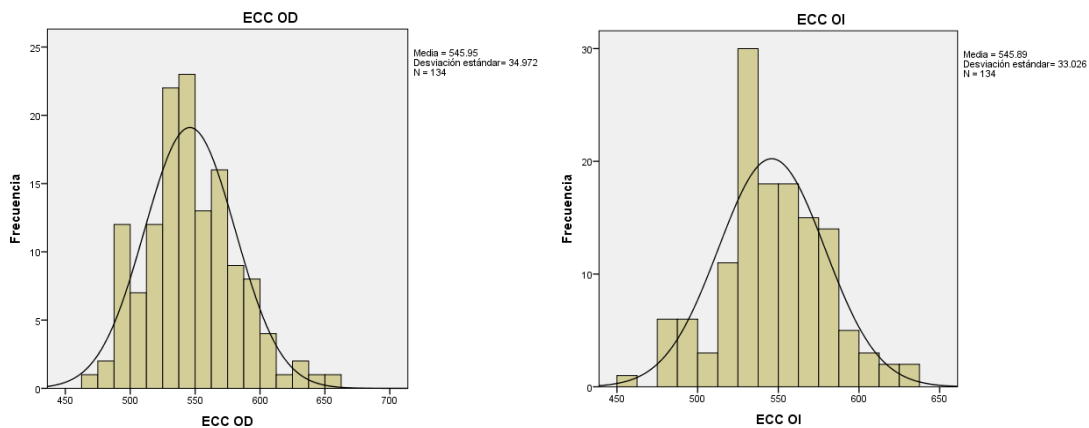 ECC OD
Media = 545.95
Desviación estándar= 34.972
N = 134
Frecuencia
25
20
15
10
5
0
450 500 550 600 650 700
ECC OD
ECC OI
Media = 545.89
Desviación estándar= 33.026
N = 134
Frecuencia
30
20
10
0
450 500 550 600 650
ECC OI